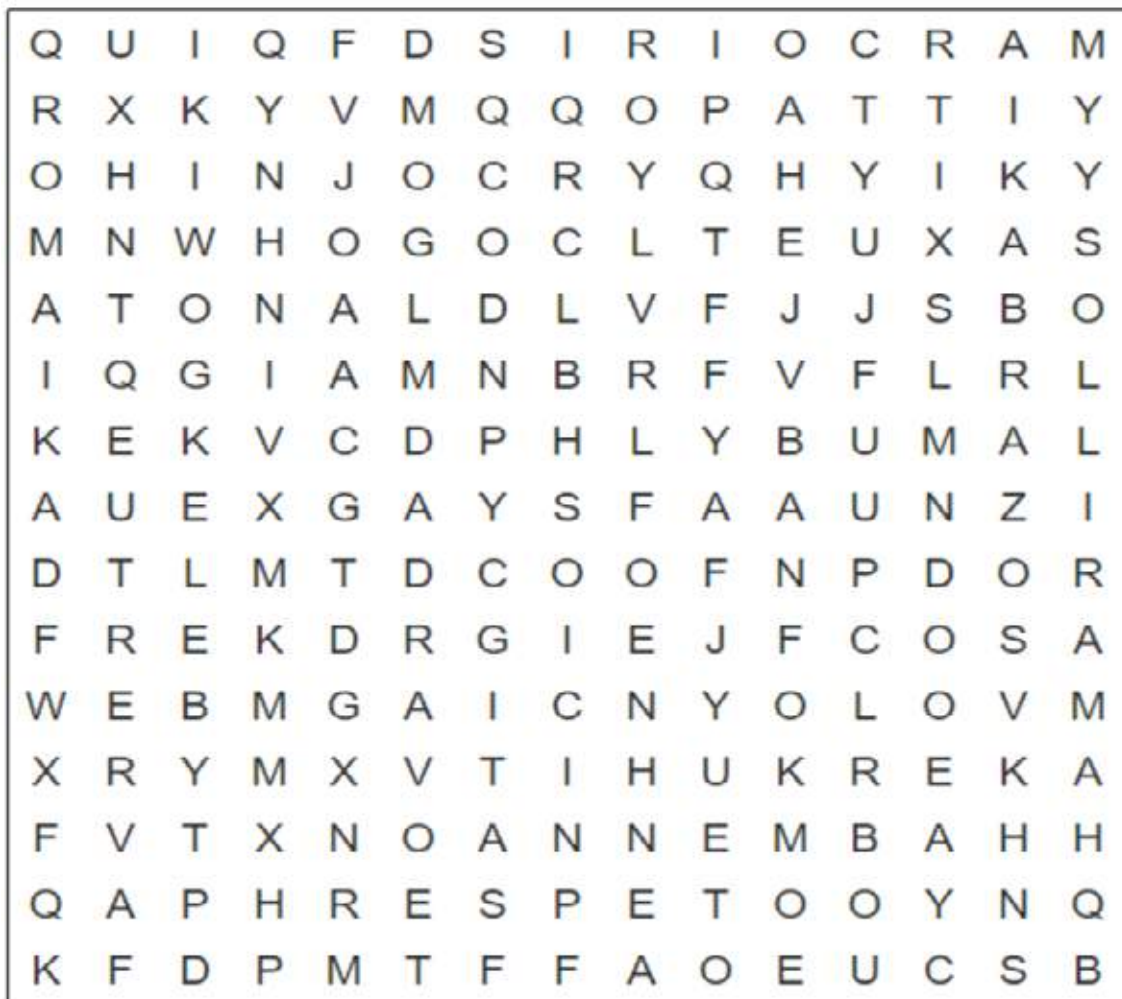 Q U I Q F D S I R I O C R A M
R X K Y V M Q Q O P A T T I Y
O H I N J O C R Y Q H Y I K Y
M N W H O G O C L T E U X A S
A T O N A L D L V F J J S B O
I Q G I A M N B R F V F L R L
K E K V C D P H L Y B U M A L
A U E X G A Y S F A A U N Z I
D T L M T D C O O F N P D O R
F R E K D R G I E J F C O S A
W E B M G A I C N Y O L O V M
X R Y M X V T I H U K R E K A
F V T X N O A N N E M B A H H
Q A P H R E S P E T O O Y N Q
K F D P M T F F A O E U C S B